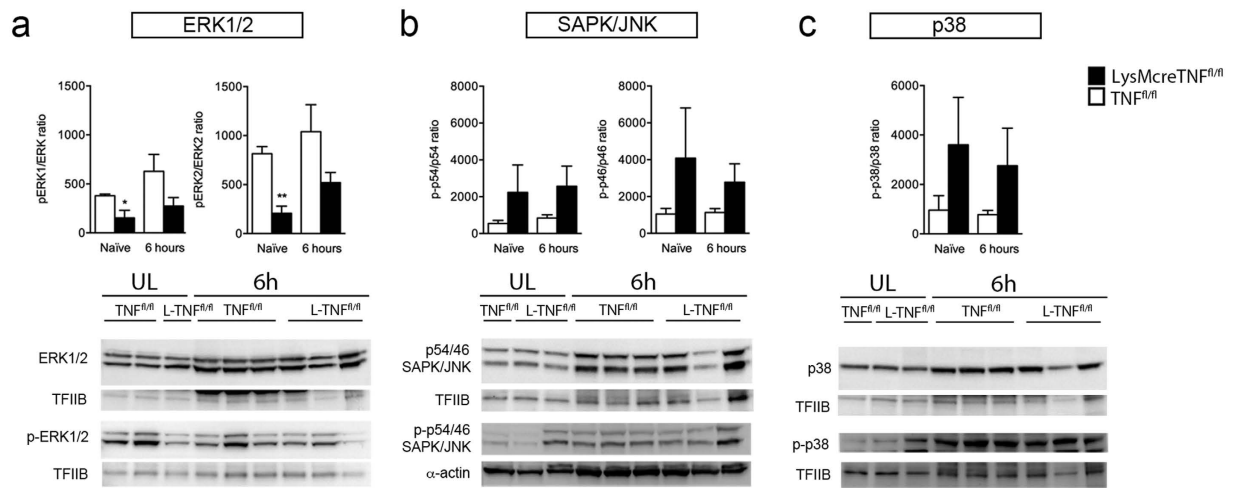 a
ERK1/2
b
SAPK/JNK
c
p38
LysMcreTNFfl/fl
TNFfl/fl
pERK1/ERK ratio
1500
1000
500
0
Naïve
6 hours
pERK2/ERK2 ratio
1500
1000
500
0
**
*
Naïve
6 hours
p-p54/p54 ratio
8000
6000
4000
2000
0
Naïve
6 hours
p-p46/p46 ratio
8000
6000
4000
2000
0
Naïve
6 hours
p-p38/p38 ratio
6000
4000
2000
0
Naïve
6 hours
UL
6h
TNFfl/fl
L-TNFfl/fl
TNFfl/fl
L-TNFfl/fl
ERK1/2
TFIIB
p-ERK1/2
TFIIB
UL
6h
TNFfl/fl
L-TNFfl/fl
TNFfl/fl
L-TNFfl/fl
p54/46
SAPK/JNK
TFIIB
p-p54/46
SAPK/JNK
α-actin
UL
6h
TNFfl/fl
L-TNFfl/fl
TNFfl/fl
L-TNFfl/fl
p38
TFIIB
p-p38
TFIIB